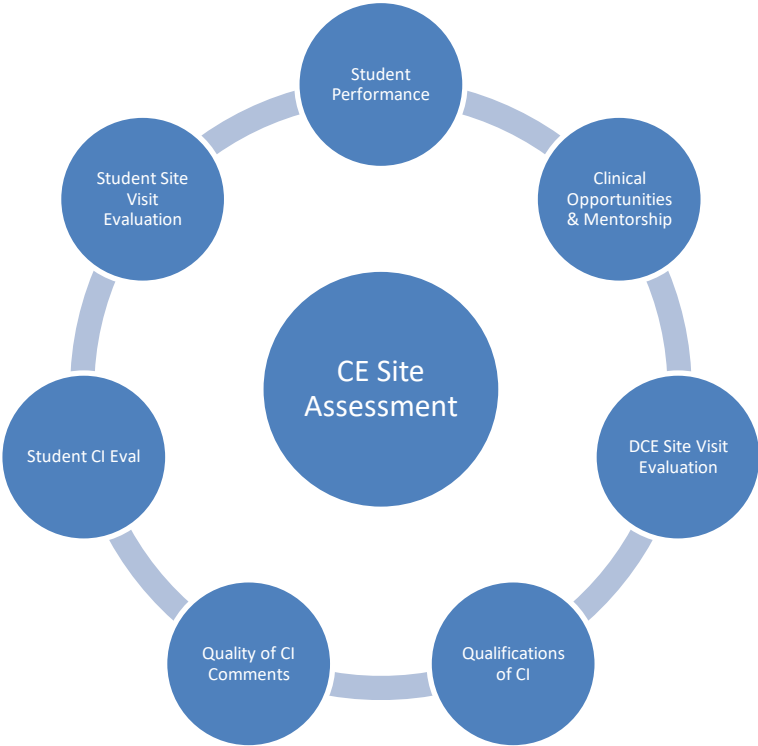 Student
Performance
Clinical
Opportunities
& Mentorship
DCE Site Visit
Evaluation
Qualifications
of CI
Quality of CI
Comments
Student CI Eval
Student Site
Visit
Evaluation
CE Site
Assessment